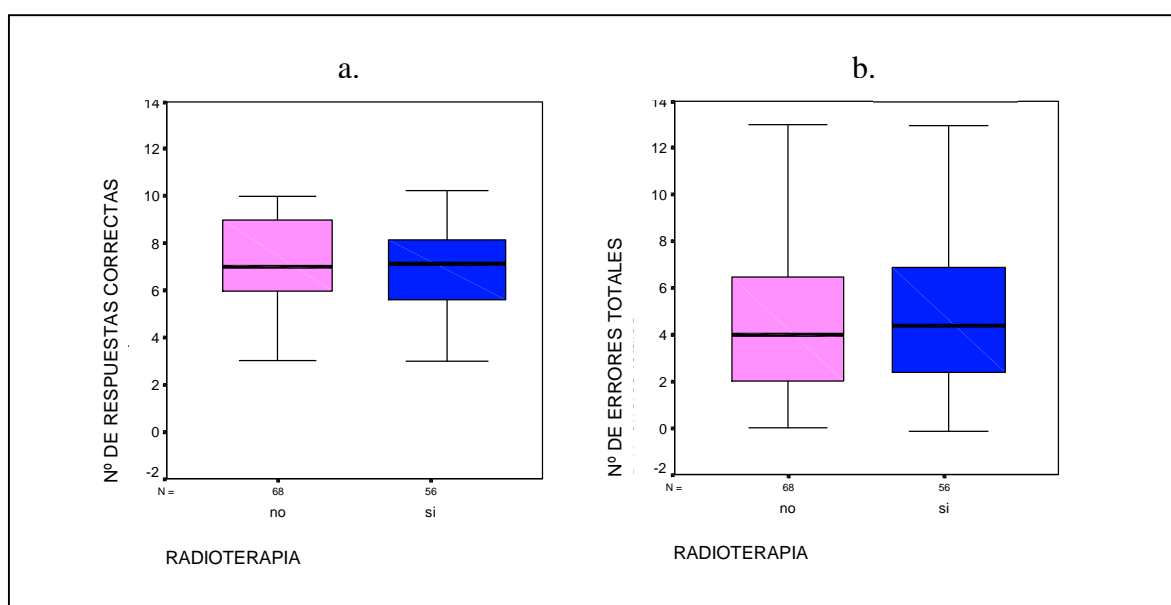 a.
Nº DE RESPUESTAS CORRECTAS
14
12
10
8
6
4
2
0
-2
N =
68
56
no
si
RADIOTERAPIA
b.
Nº DE ERRORES TOTALES
14
12
10
8
6
4
2
0
-2
N =
68
56
no
si
RADIOTERAPIA